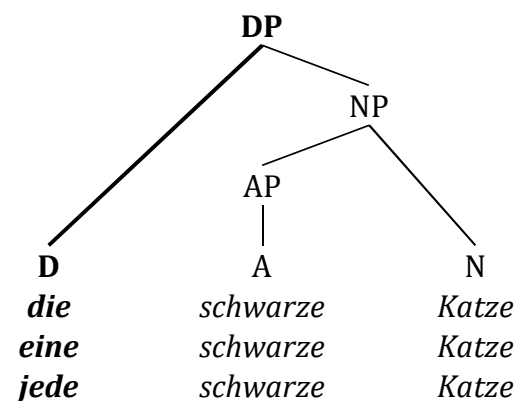 DP
NP
AP
D A N
die schwarze Katze
eine schwarze Katze
jede schwarze Katze